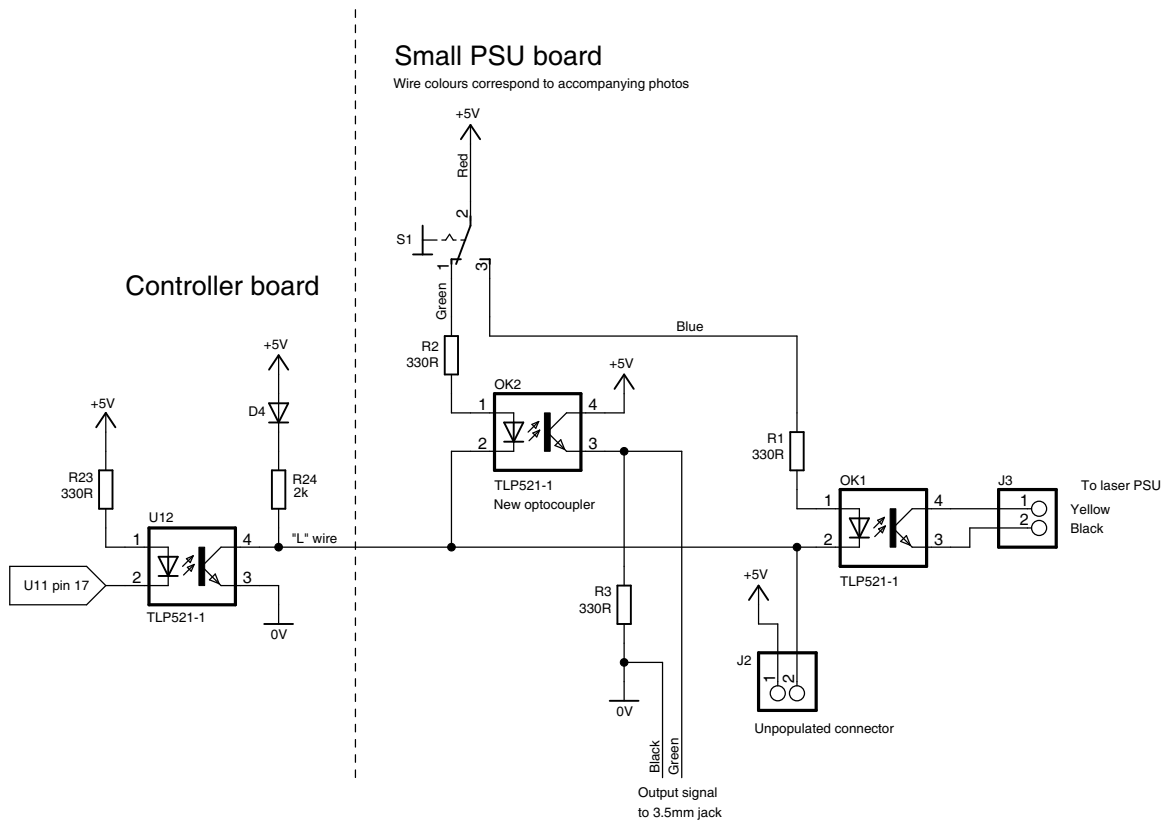 Small PSU board
Wire colours correspond to accompanying photos
+5V
Red
2
S1
1
3
Green
Blue
Controller board
+5V
D4
R24
2k
+5V
R23
330R
U12
1
4
2
3
TLP521-1
U11 pin 17
0V
"L" wire
R2
330R
+5V
OK2
1
4
2
3
TLP521-1
New optocoupler
R1
330R
OK1
1
4
2
3
TLP521-1
J3
1
2
To laser PSU
Yellow
Black
R3
330R
0V
Black
Green
Output signal
to 3.5mm jack
+5V
J2
1
2
Unpopulated connector